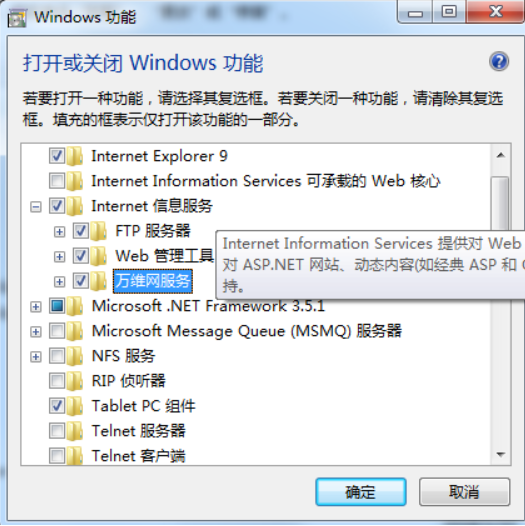 Windows 功能
打开或关闭 Windows 功能
若要打开一种功能，请选择其复选框。若要关闭一种功能，请清除其复选
框。填充的框表示仅打开该功能的一部分。
Internet Explorer 9
Internet Information Services 可承载的 Web 核心
Internet 信息服务
FTP 服务器
Web 管理工具
万维网服务
Internet Information Services 提供对 Web
对 ASP.NET 网站、动态内容(如经典 ASP 和
持。
Microsoft .NET Framework 3.5.1
Microsoft Message Queue (MSMQ) 服务器
NFS 服务
RIP 侦听器
Tablet PC 组件
Telnet 服务器
Telnet 客户端
确定
取消